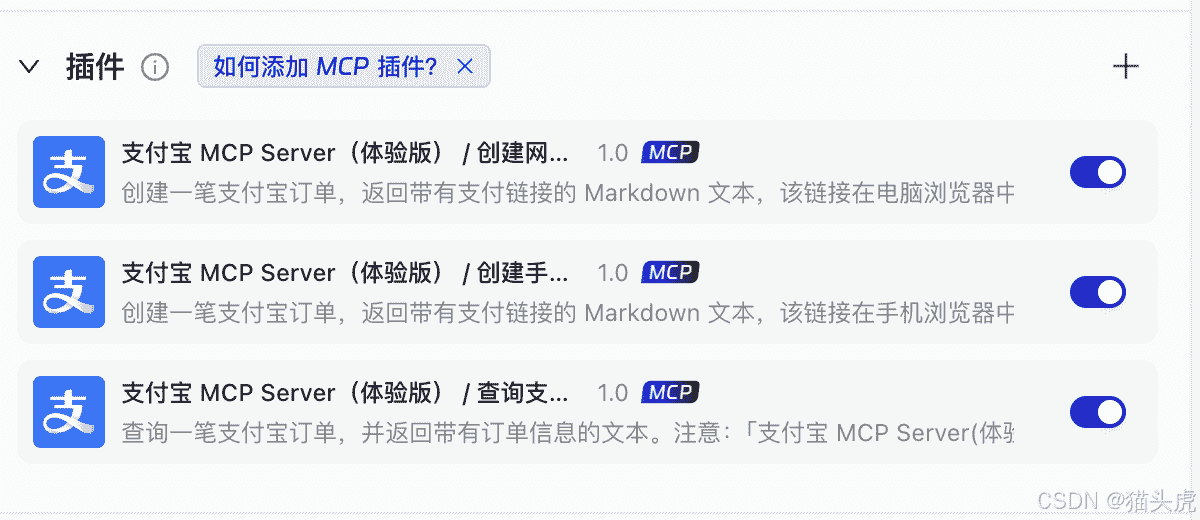 插件 如何添加 MCP 插件?
支付宝 MCP Server（体验版） / 创建网... 1.0 MCP
创建一笔支付宝订单，返回带有支付链接的 Markdown 文本，该链接在电脑浏览器中
支付宝 MCP Server（体验版） / 创建手... 1.0 MCP
创建一笔支付宝订单，返回带有支付链接的 Markdown 文本，该链接在手机浏览器中
支付宝 MCP Server（体验版） / 查询支... 1.0 MCP
查询一笔支付宝订单，并返回带有订单信息的文本。注意：「支付宝 MCP Server(体验
CSDN @猫头虎